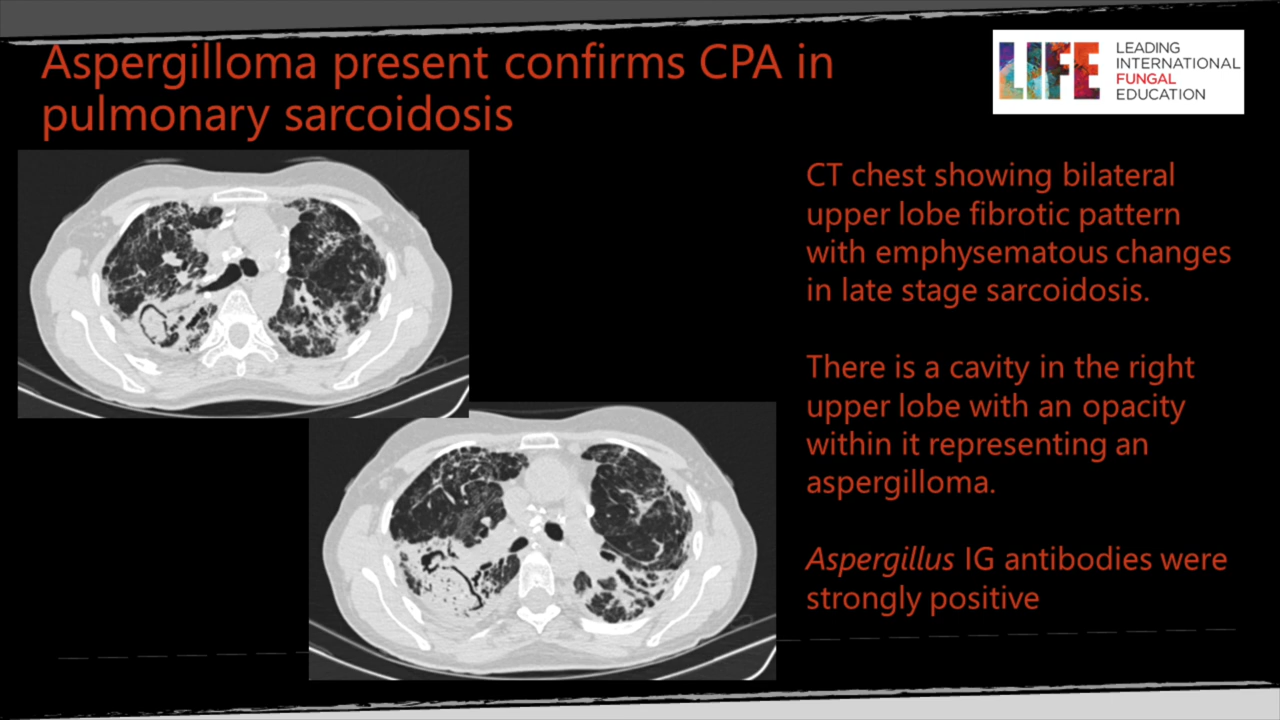 Aspergilloma present confirms CPA in
pulmonary sarcoidosis
LIFE
LEADING
INTERNATIONAL
FUNGAL
EDUCATION
CT chest showing bilateral
upper lobe fibrotic pattern
with emphysematous changes
in late stage sarcoidosis.
There is a cavity in the right
upper lobe with an opacity
within it representing an
aspergilloma.
Aspergillus IG antibodies were
strongly positive